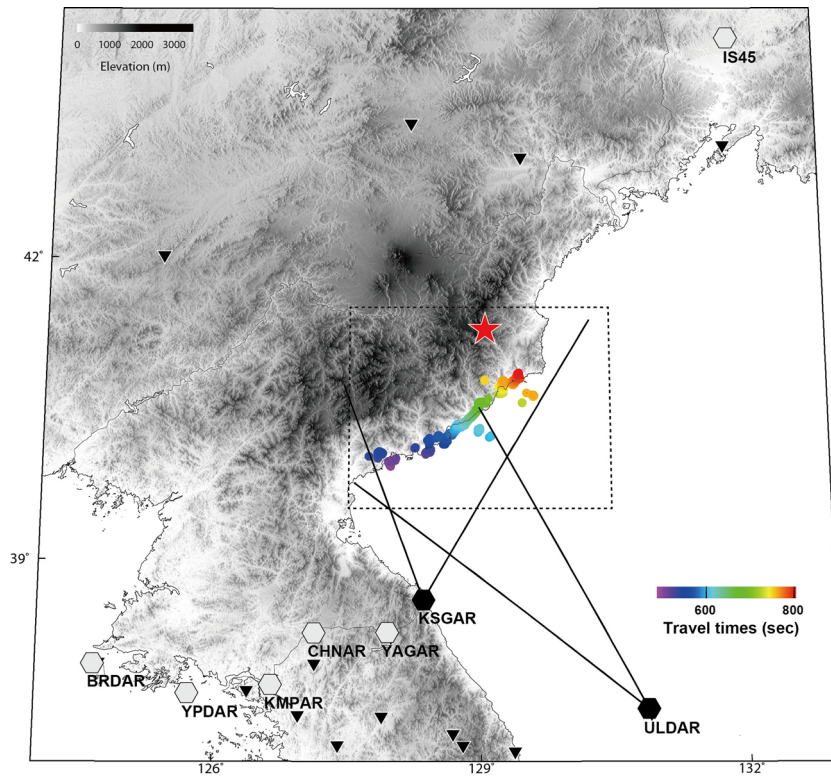 0 1000 2000 3000
Elevation (m)
IS45
42°
39°
KSGAR
CHNAR YAGAR
600 800
Travel times (sec)
BRDAR
KMPAR
YPDAR
ULDAR
126° 129° 132°